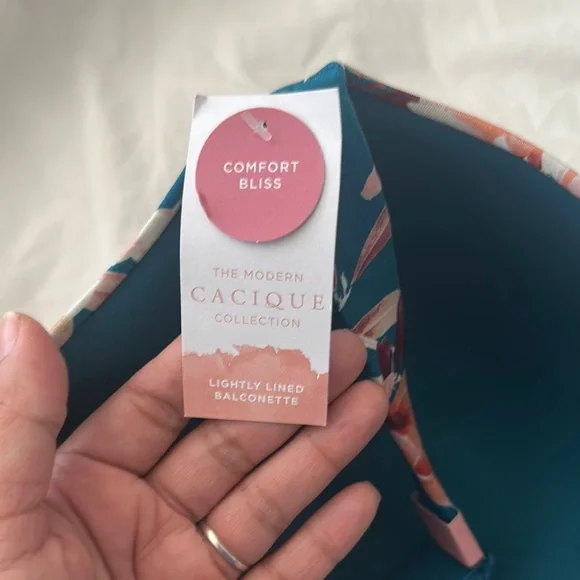 COMFORT
BLISS
THE MODERN
CACIQUE
COLLECTION
LIGHTLY LINED
BALCONETTE